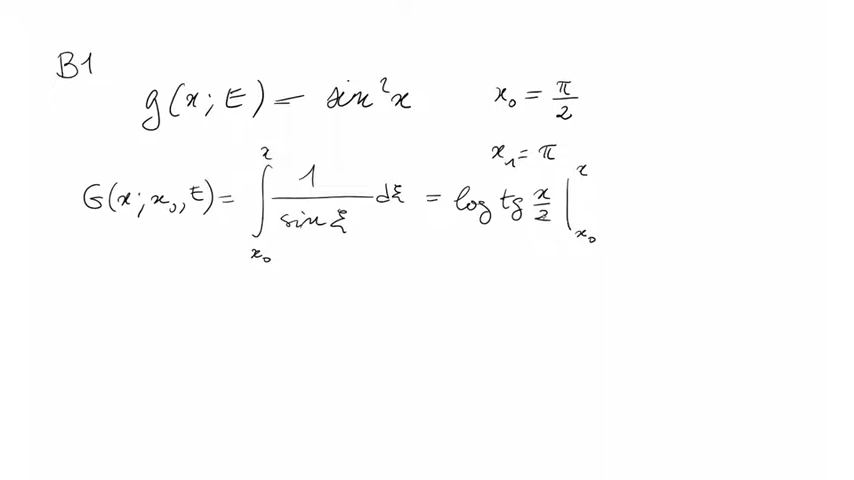 B1
g(x; E) = sin²x    x₀ = π/2
x₁ = π
G(x; x₀, E) = ∫_{x₀}^{x} 1/(sin ξ) dξ = log tg x/2 |_{x₀}^{x}